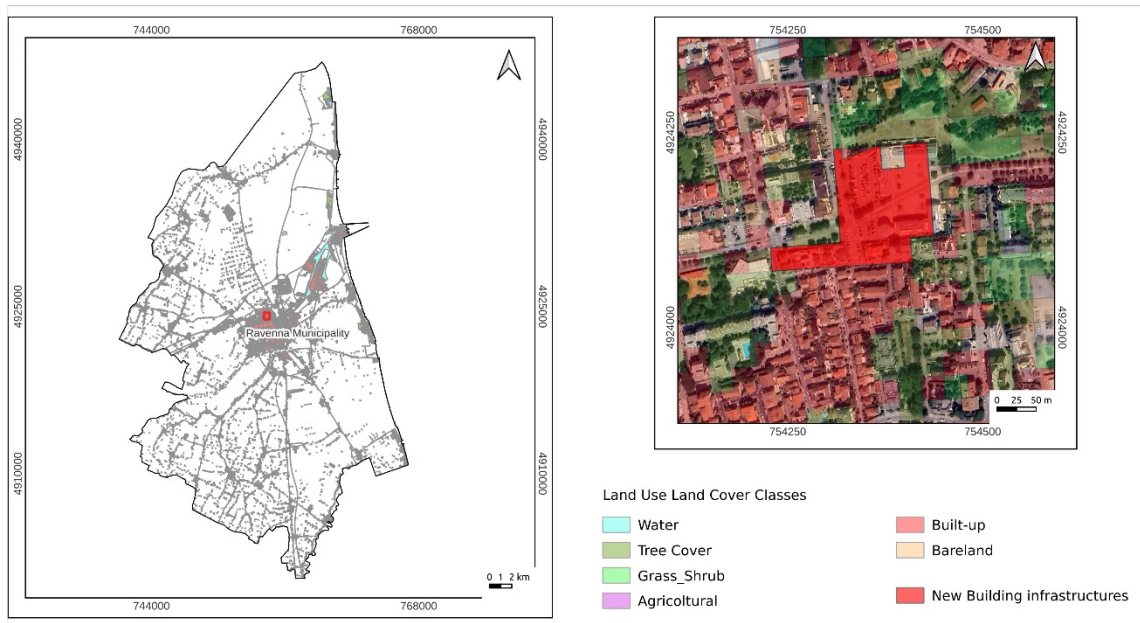 744000 768000
4940000 4940000
4925000 4925000
Ravenna Municipality
4910000 4910000
0 1 2 km
744000 768000
754250 754500
4924250 4924250
4924000 4924000
0 25 50 m
754250 754500
Land Use Land Cover Classes
Water
Tree Cover
Grass_Shrub
Agricoltural
Built-up
Bareland
New Building infrastructures